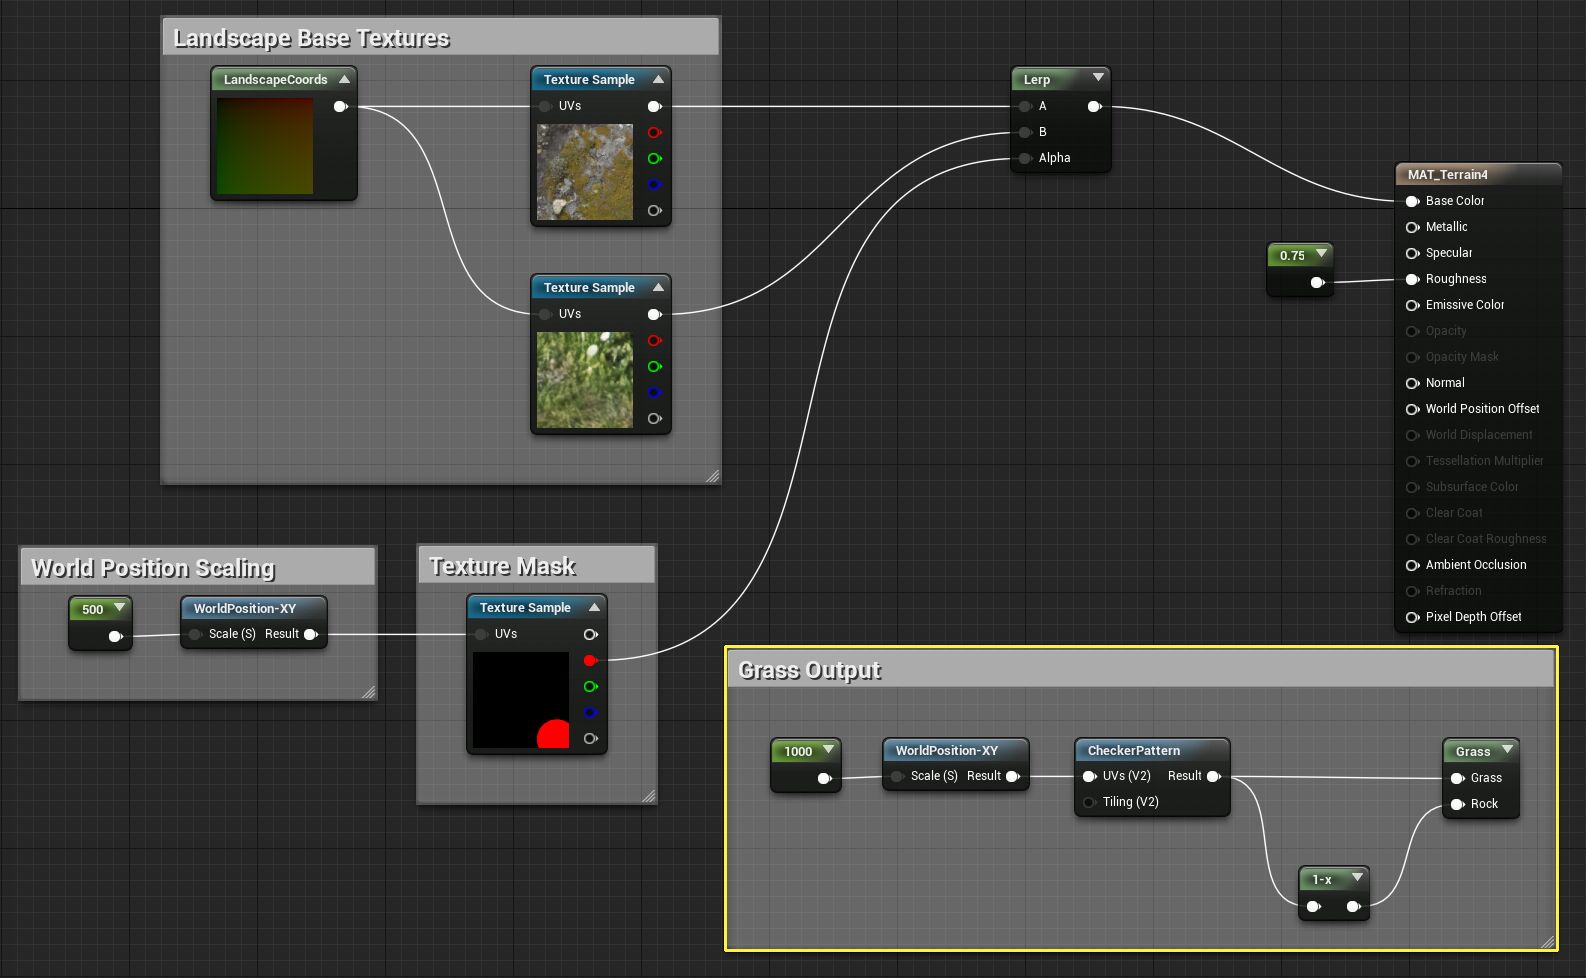 Landscape Base Textures
LandscapeCoords
Texture Sample
UVs
Texture Sample
UVs
Lerp
A
B
Alpha
MAT_Terrain4
Base Color
Metallic
Specular
Roughness
Emissive Color
Opacity
Opacity Mask
Normal
World Position Offset
World Displacement
Tessellation Multiplier
Subsurface Color
Clear Coat
Clear Coat Roughness
Ambient Occlusion
Refraction
Pixel Depth Offset
0.75
World Position Scaling
500
WorldPosition-XY
Scale (S) Result
Texture Mask
Texture Sample
UVs
Grass Output
1000
WorldPosition-XY
Scale (S) Result
CheckerPattern
UVs (V2) Result
Tiling (V2)
Grass
Grass
Rock
1-x